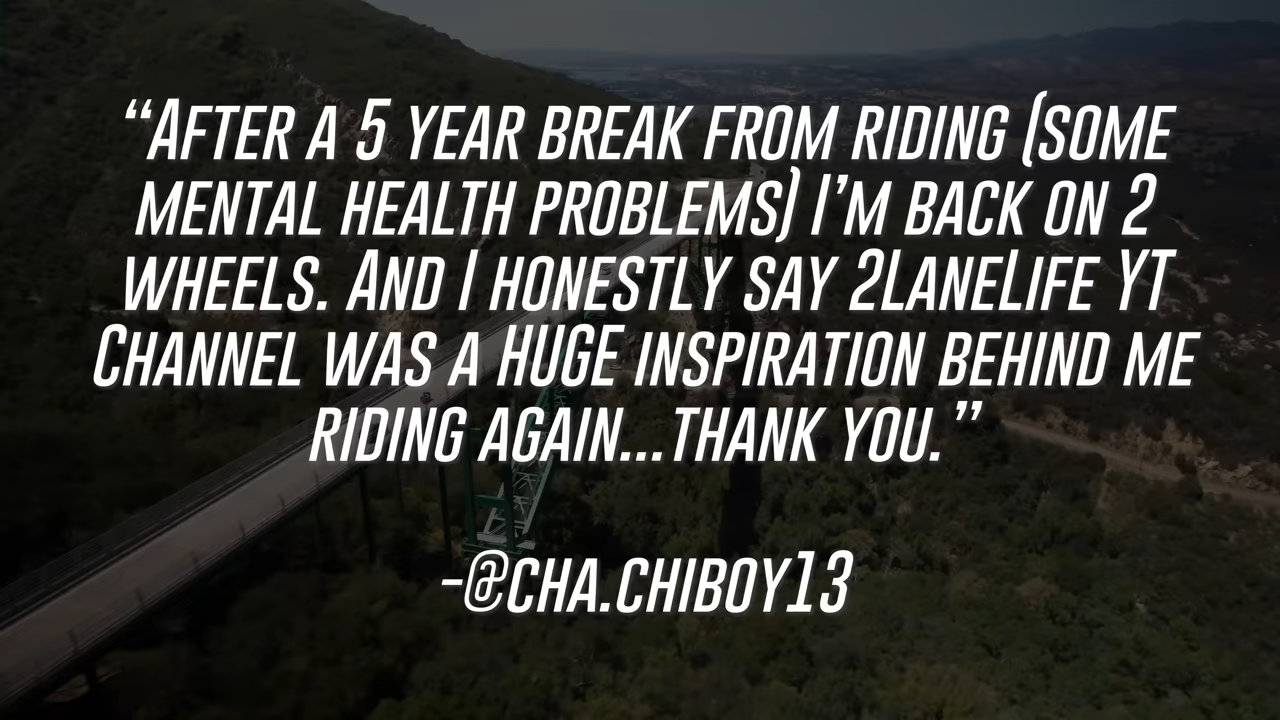 “After a 5 year break from riding (some
mental health problems) I’m back on 2
wheels. And I honestly say 2LaneLife YT
Channel was a HUGE inspiration behind me
riding again...thank you.”
-@cha.chiboy13